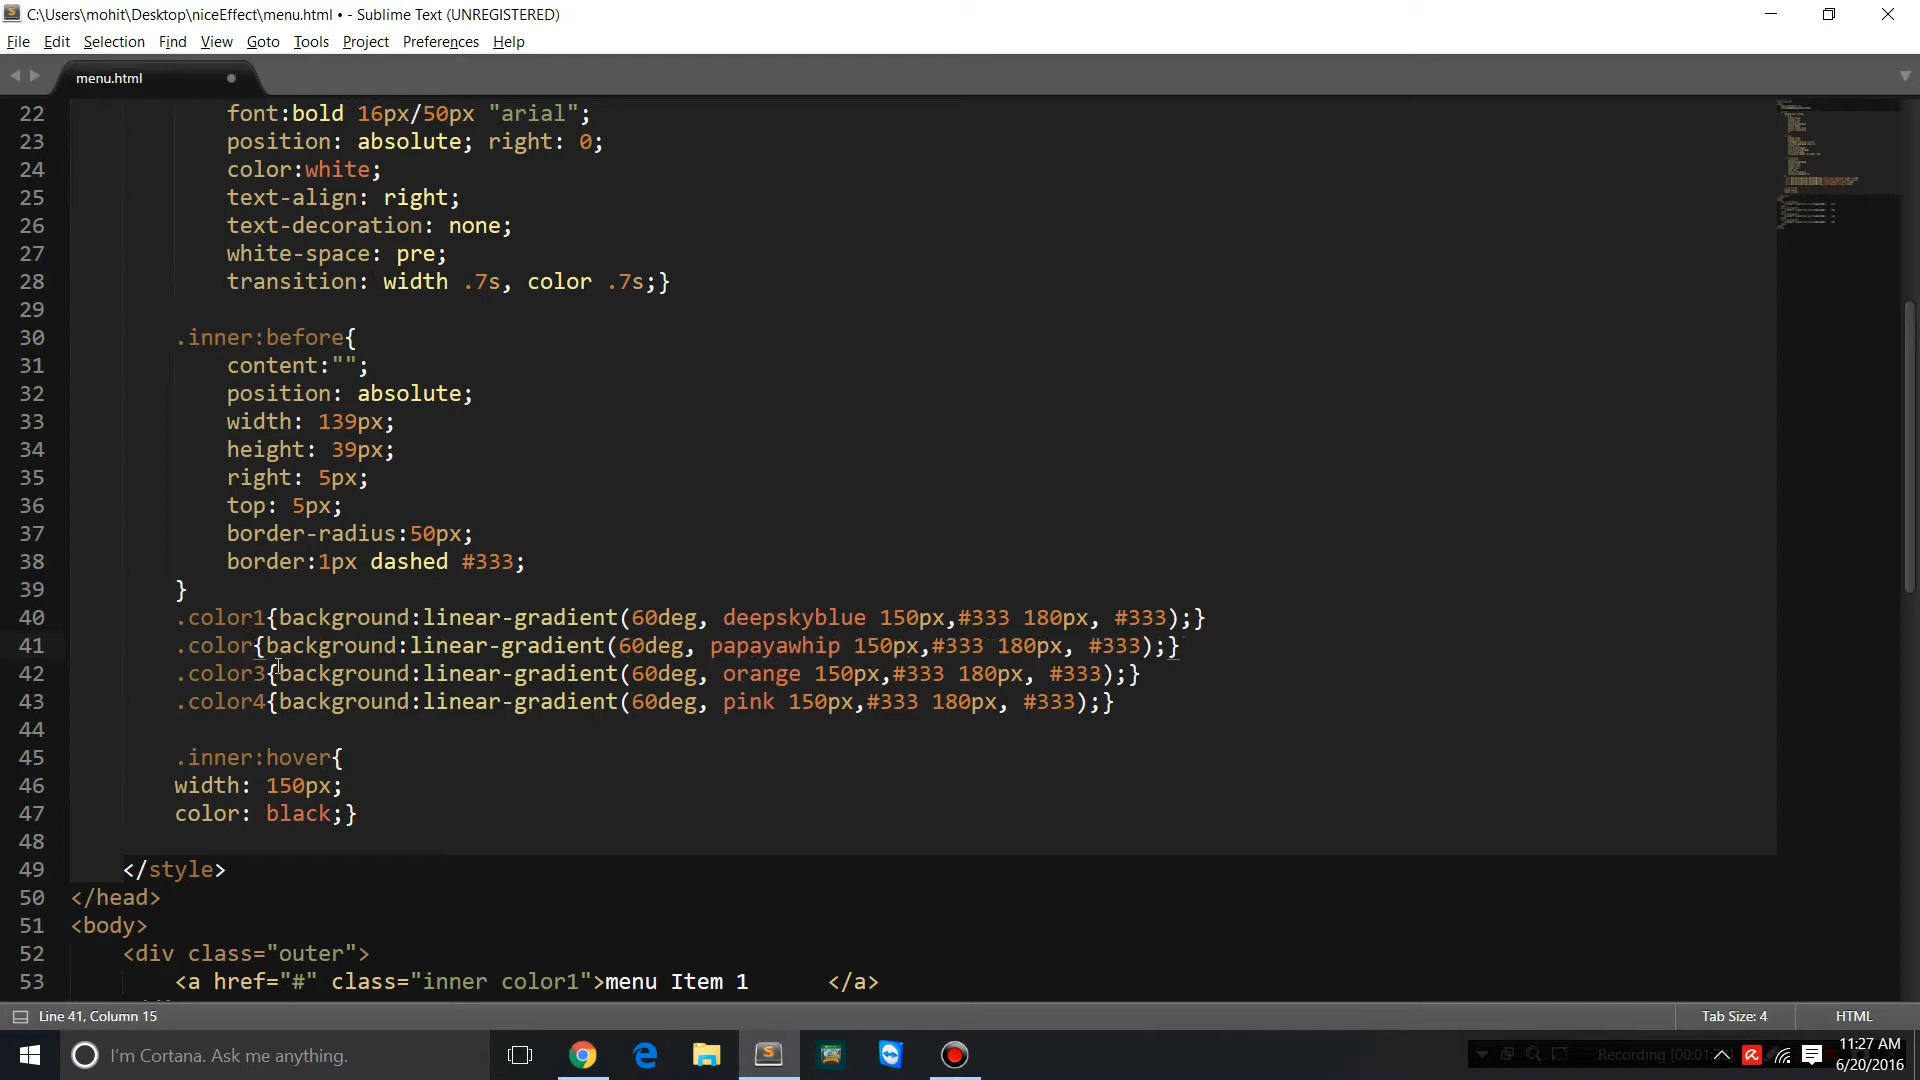 C:\Users\mohit\Desktop\niceEffect\menu.html • - Sublime Text (UNREGISTERED)
File Edit Selection Find View Goto Tools Project Preferences Help
menu.html
22 font:bold 16px/50px "arial";
23 position: absolute; right: 0;
24 color:white;
25 text-align: right;
26 text-decoration: none;
27 white-space: pre;
28 transition: width .7s, color .7s;}
29
30 .inner:before{
31 content:"";
32 position: absolute;
33 width: 139px;
34 height: 39px;
35 right: 5px;
36 top: 5px;
37 border-radius:50px;
38 border:1px dashed #333;
39 }
40 .color1{background:linear-gradient(60deg, deepskyblue 150px,#333 180px, #333);}
41 .color{background:linear-gradient(60deg, papayawhip 150px,#333 180px, #333);}
42 .color3{background:linear-gradient(60deg, orange 150px,#333 180px, #333);}
43 .color4{background:linear-gradient(60deg, pink 150px,#333 180px, #333);}
44
45 .inner:hover{
46 width: 150px;
47 color: black;}
48
49 </style>
50 </head>
51 <body>
52 <div class="outer">
53 <a href="#" class="inner color1">menu Item 1 </a>
Line 41, Column 15 Tab Size: 4 HTML
I'm Cortana. Ask me anything.
Recording
11:27 AM
6/20/2016